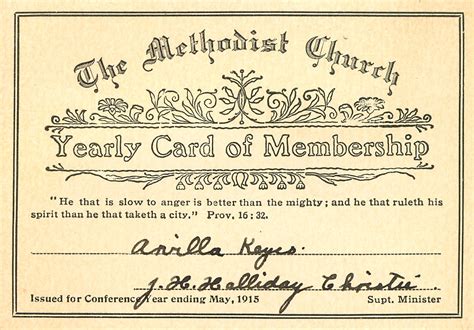 The Methodist Church
Yearly Card of Membership
"He that is slow to anger is better than the mighty; and he that ruleth his
spirit than he that taketh a city." Prov. 16:32.
Arvilla Keyes.
J. H. Halliday Christie.
Issued for Conference Year ending May, 1915 Supt. Minister